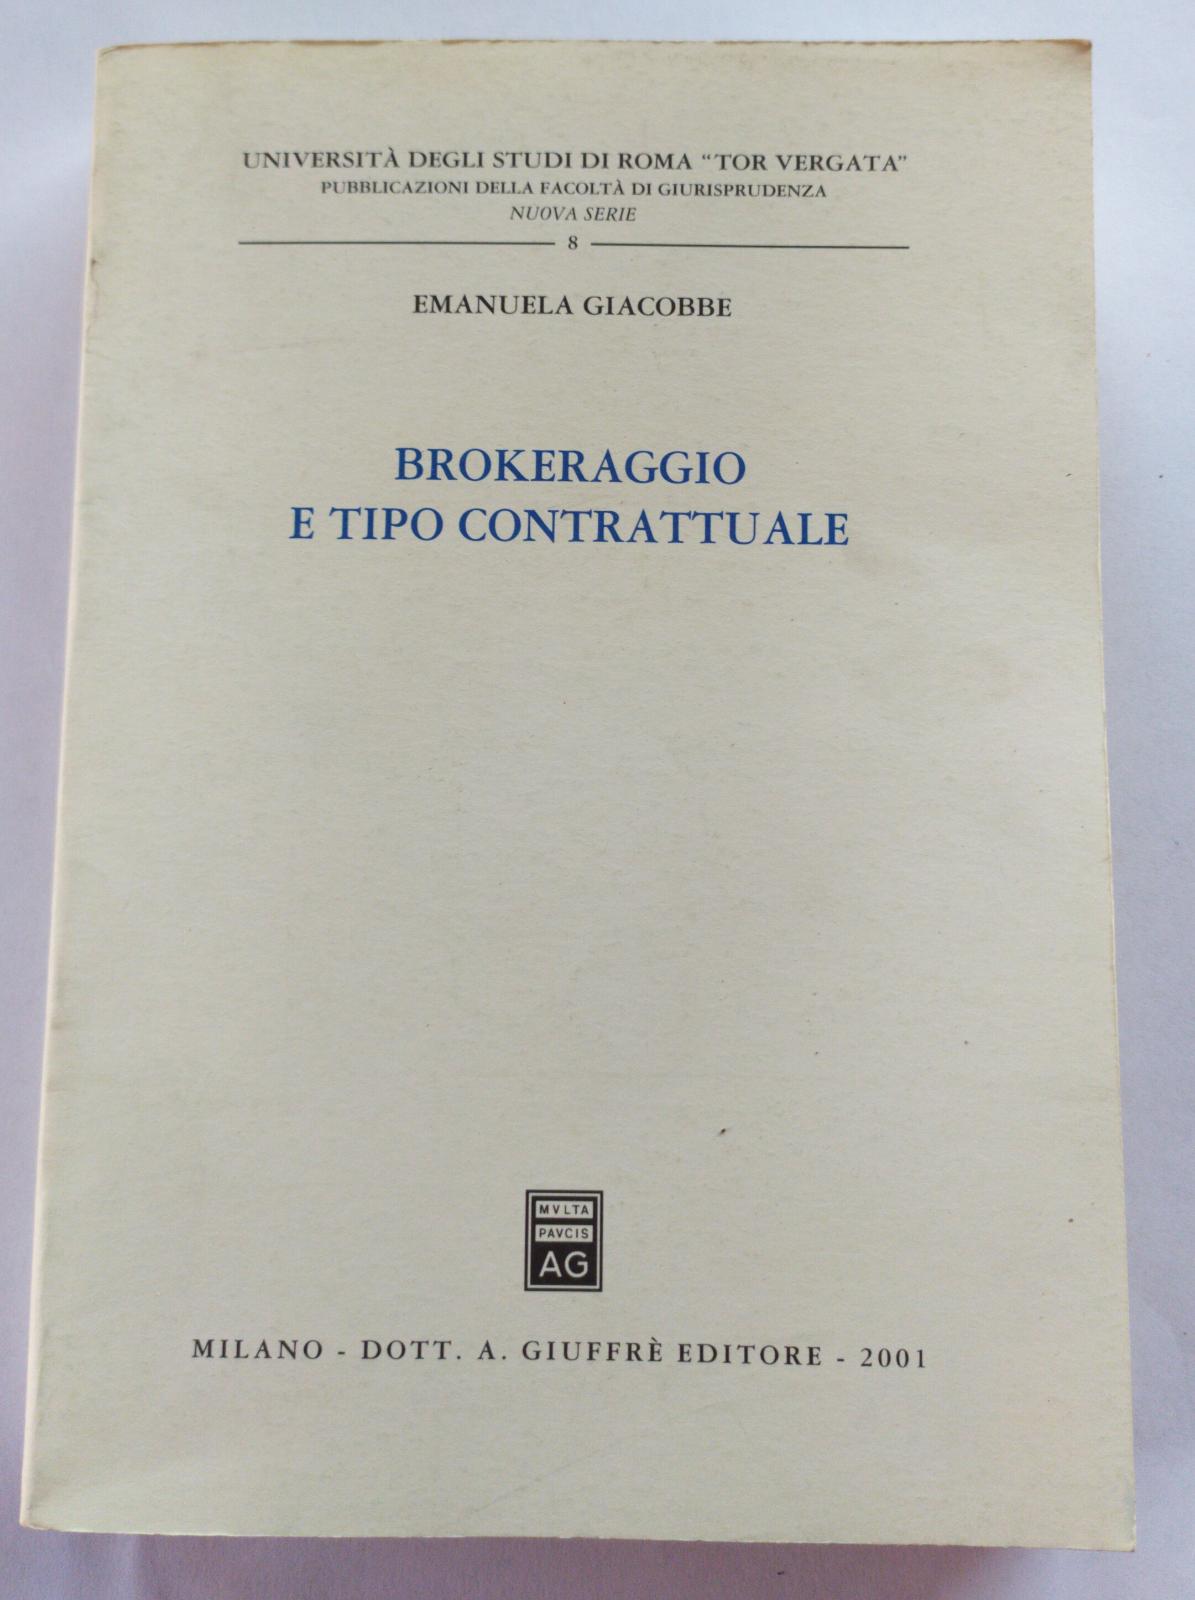 UNIVERSITÀ DEGLI STUDI DI ROMA “TOR VERGATA”
PUBBLICAZIONI DELLA FACOLTÀ DI GIURISPRUDENZA
NUOVA SERIE
8
EMANUELA GIACOBBE
BROKERAGGIO
E TIPO CONTRATTUALE
MVLTA
PAVCIS
AG
MILANO - DOTT. A. GIUFFRÈ EDITORE - 2001